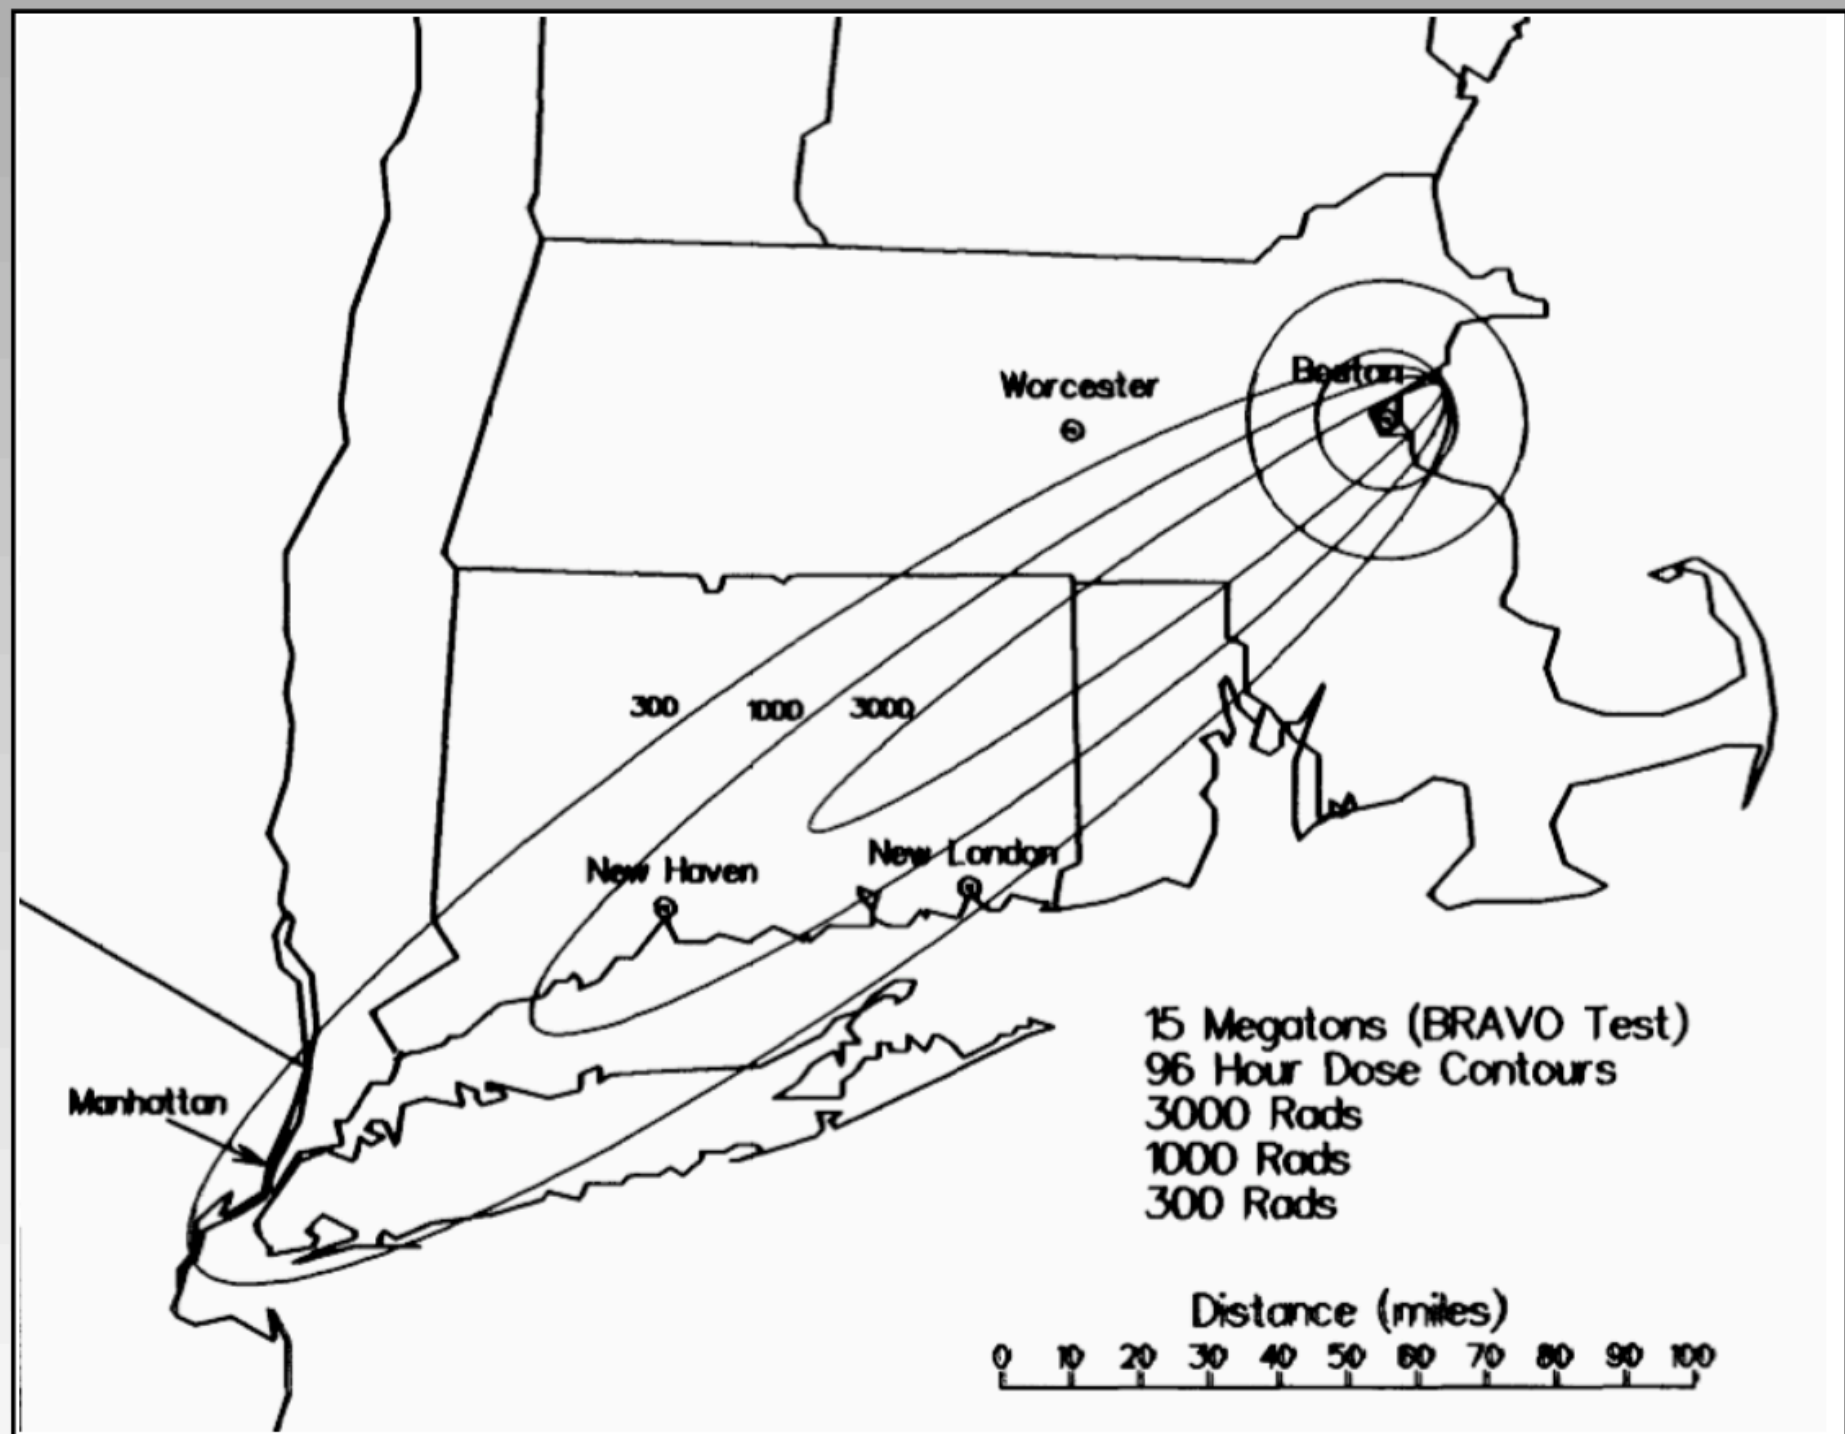 Boston
Worcester
300
1000
3000
New Haven
New London
Manhattan
15 Megatons (BRAVO Test)
96 Hour Dose Contours
3000 Rads
1000 Rads
300 Rads
Distance (miles)
0 10 20 30 40 50 60 70 80 90 100